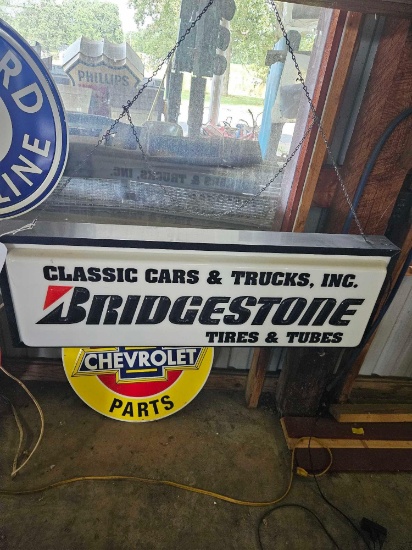 PHILLIPS
RD
LINE
CLASSIC CARS & TRUCKS, INC.
BRIDGESTONE
TIRES & TUBES
CHEVROLET
PARTS